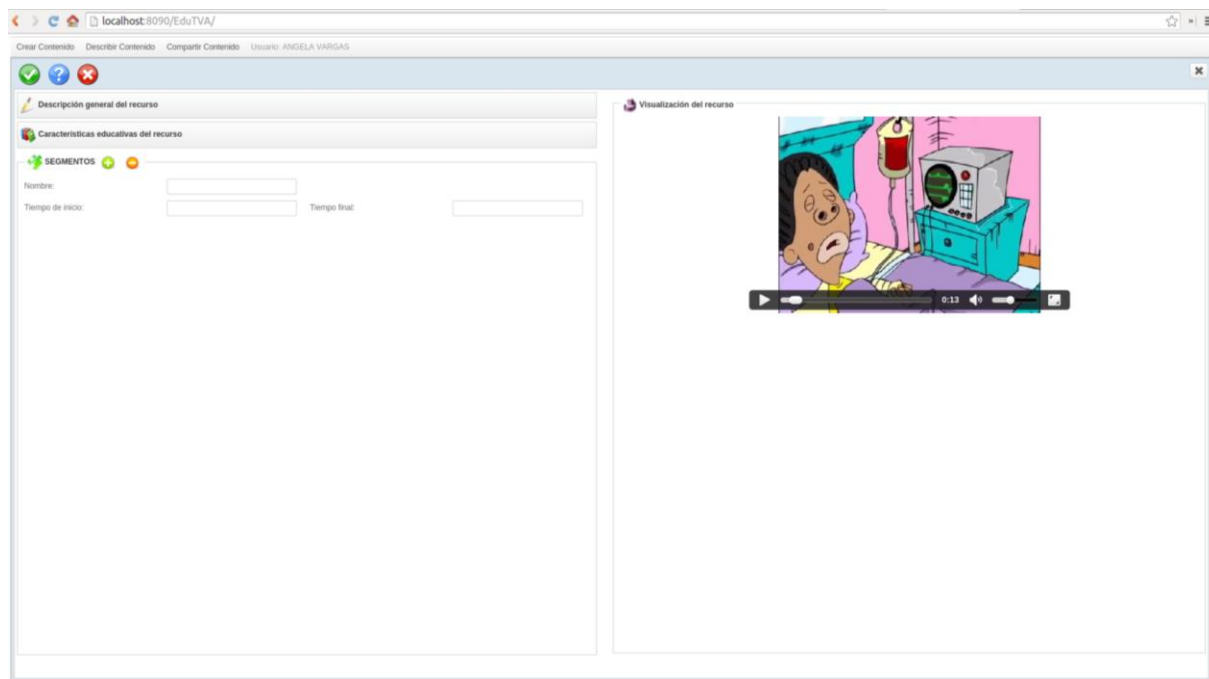 localhost:8090/EduTVA/
Crear Contenido Describir Contenido Compartir Contenido Usuario: ANGELA VARGAS
Descripción general del recurso
Características educativas del recurso
SEGMENTOS
Nombre:
Tiempo de inicio: Tiempo final:
Visualización del recurso
0:13